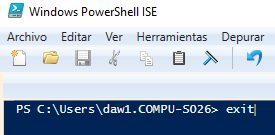 Windows PowerShell ISE
Archivo Editar Ver Herramientas Depurar
PS C:\Users\daw1.COMPU-SO26> exit